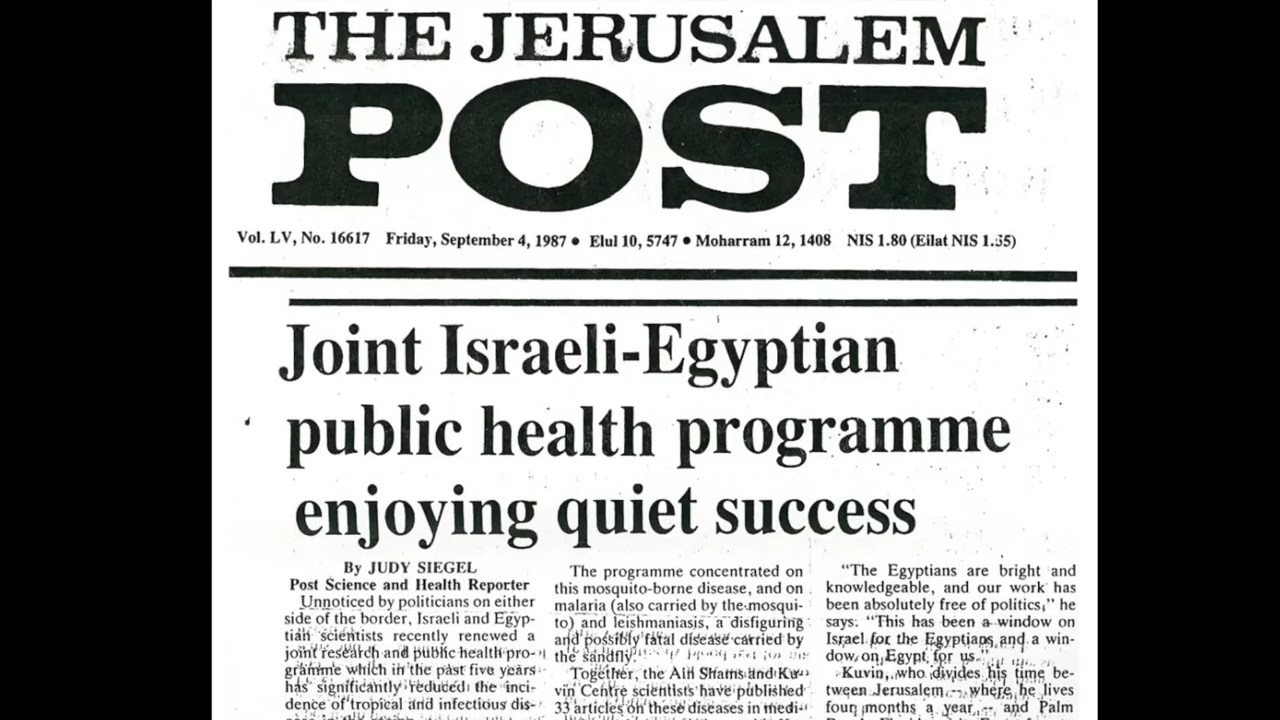 THE JERUSALEM
POST
Vol. LV, No. 16617 Friday, September 4, 1987 • Elul 10, 5747 • Moharram 12, 1408 NIS 1.80 (Eilat NIS 1.55)
Joint Israeli-Egyptian
public health programme
enjoying quiet success
By JUDY SIEGEL
Post Science and Health Reporter
Unnoticed by politicians on either
side of the border, Israeli and Egyp-
tian scientists recently renewed a
joint research and public health pro-
gramme which in the past five years
has significantly reduced the inci-
dence of tropical and infectious dis-
The programme concentrated on
this mosquito-borne disease, and on
malaria (also carried by the mosqui-
to) and leishmaniasis, a disfiguring
and possibly fatal disease carried by
the sandfly.
Together, the Ain Shams and Ku-
vin Centre scientists have published
33 articles on these diseases in medi-
"The Egyptians are bright and
knowledgeable, and our work has
been absolutely free of politics," he
says. "This has been a window on
Israel for the Egyptians and a win-
dow on Egypt for us."
Kuvin, who divides his time be-
tween Jerusalem -- where he lives
four months a year -- and Palm